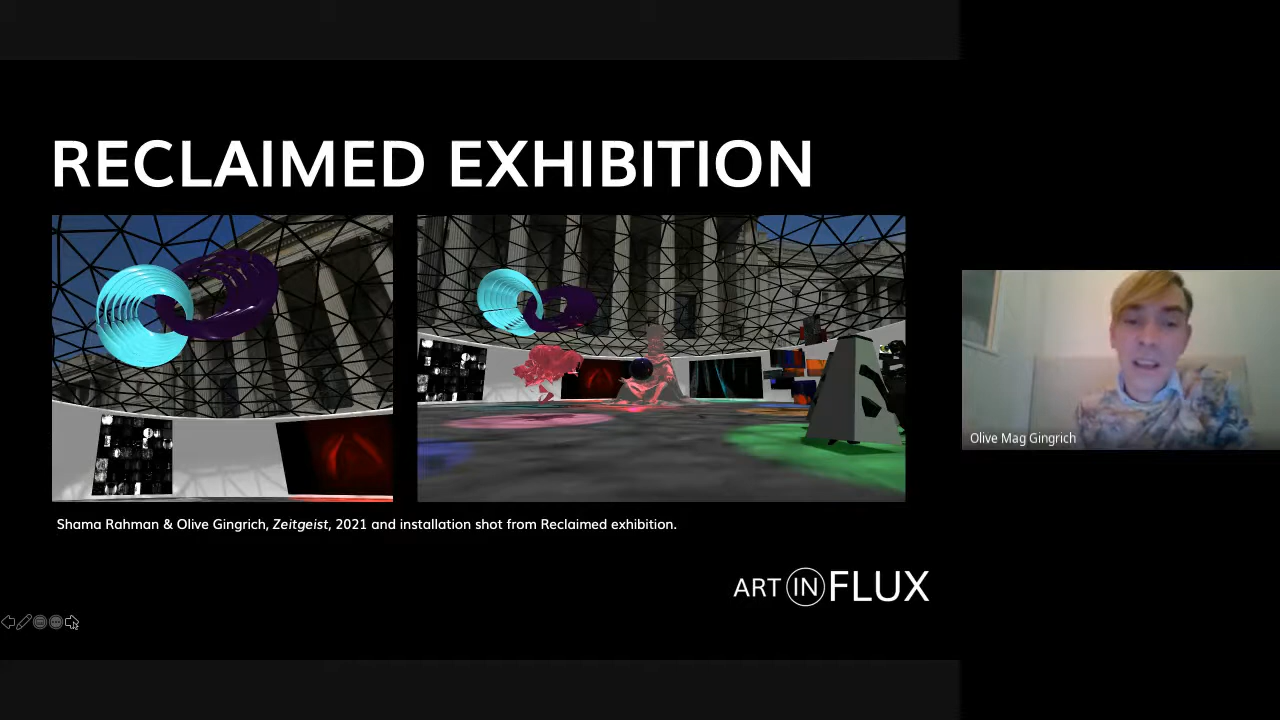 RECLAIMED EXHIBITION
Shama Rahman & Olive Gingrich, Zeitgeist, 2021 and installation shot from Reclaimed exhibition.
ART IN FLUX
Olive Mag Gingrich